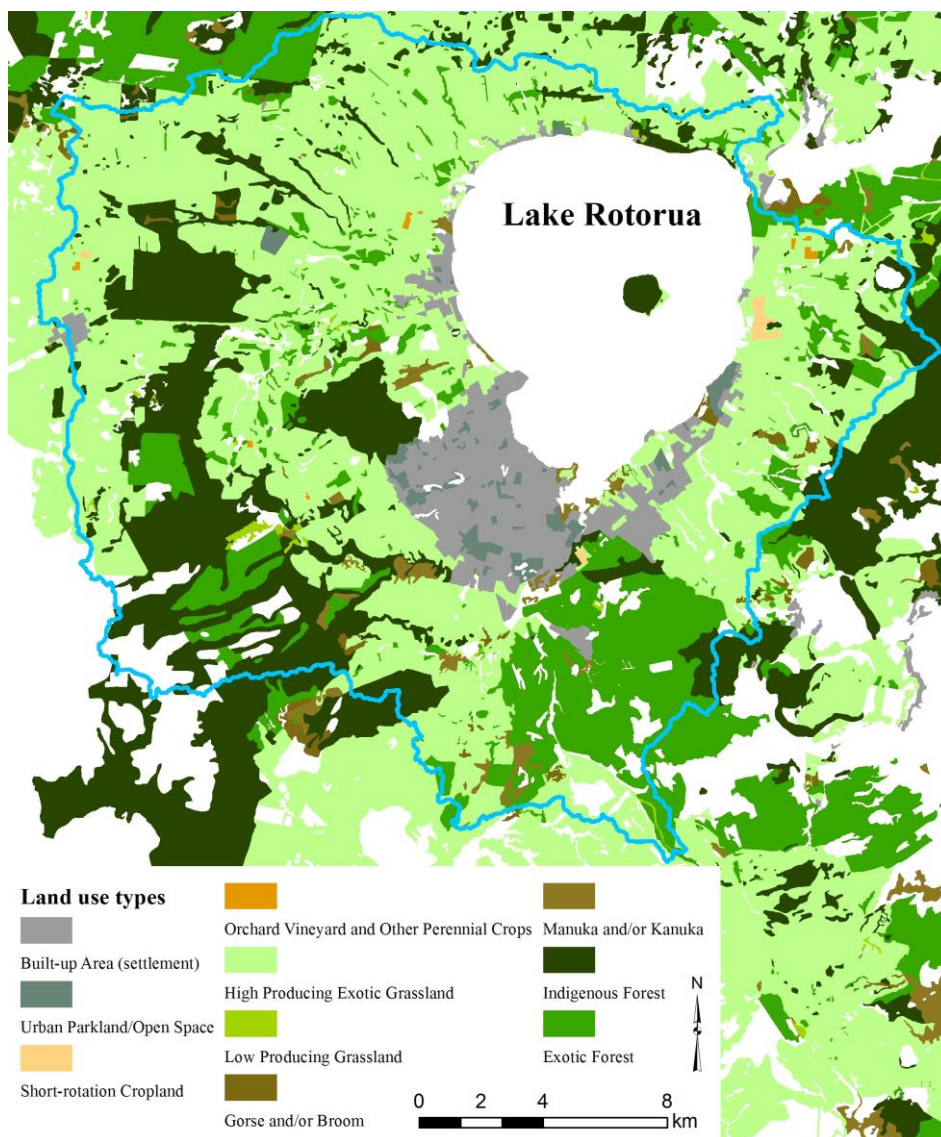 Lake Rotorua
Land use types
Built-up Area (settlement)
Urban Parkland/Open Space
Short-rotation Cropland
Orchard Vineyard and Other Perennial Crops
High Producing Exotic Grassland
Low Producing Grassland
Gorse and/or Broom
Manuka and/or Kanuka
Indigenous Forest
Exotic Forest
N
0 2 4 8
km